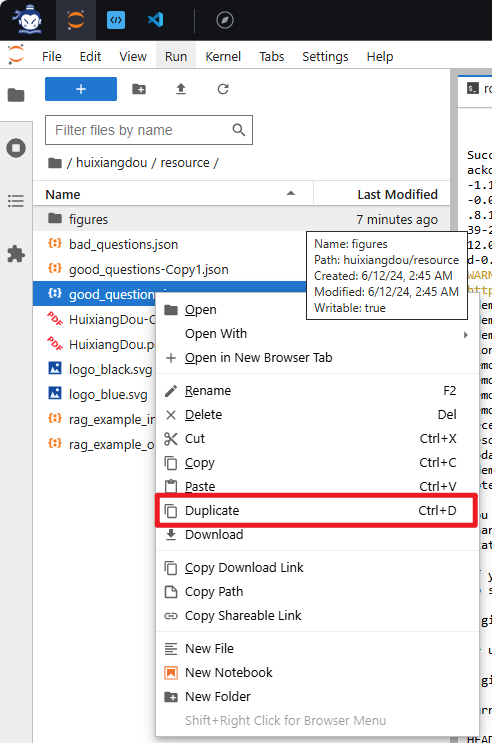 File Edit View Run Kernel Tabs Settings Help
Filter files by name
/ huixiangdou / resource /
Name Last Modified
figures 7 minutes ago
bad_questions.json
good_questions-Copy1.json
good_question
HuixiangDou-
HuixiangDou.p
logo_black.svg
logo_blue.svg
rag_example_in
rag_example_o
Name: figures
Path: huixiangdou/resource
Created: 6/12/24, 2:45 AM
Modified: 6/12/24, 2:45 AM
Writable: true
Open
Open With
Open in New Browser Tab
Rename F2
Delete Del
Cut Ctrl+X
Copy Ctrl+C
Paste Ctrl+V
Duplicate Ctrl+D
Download
Copy Download Link
Copy Path
Copy Shareable Link
New File
New Notebook
New Folder
Shift+Right Click for Browser Menu
Succ
acko
-1.1
-0.0
.8.1
39-2
12.0
d-0.
WARN
HEAD